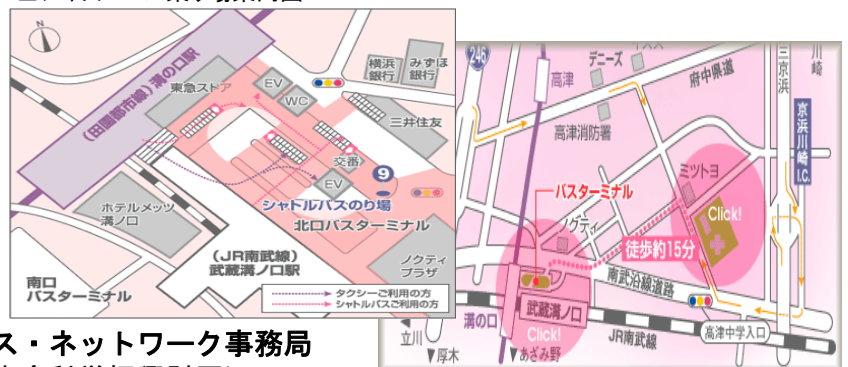 N
(田園都市線)溝の口駅
東急ストア
EV
WC
横浜
銀行
みずほ
銀行
三井住友
交番
EV
9
シャトルバスのり場
北口バスターミナル
ホテルメッツ
溝ノ口
(JR南武線)
武蔵溝ノ口駅
ノクティ
プラザ
南口
バスターミナル
タクシーご利用の方
シャトルバスご利用の方
246
高津
デニーズ
府中県道
三京浜
川崎
京浜川崎I.C.
高津消防署
ミツトヨ
バスターミナル
Click!
ノクティ
徒歩約15分
南武沿線道路
武蔵溝ノ口
溝の口
Click!
JR南武線
高津中学入口
立川
▼厚木
▼あざみ野
ス・ネットワーク事務局